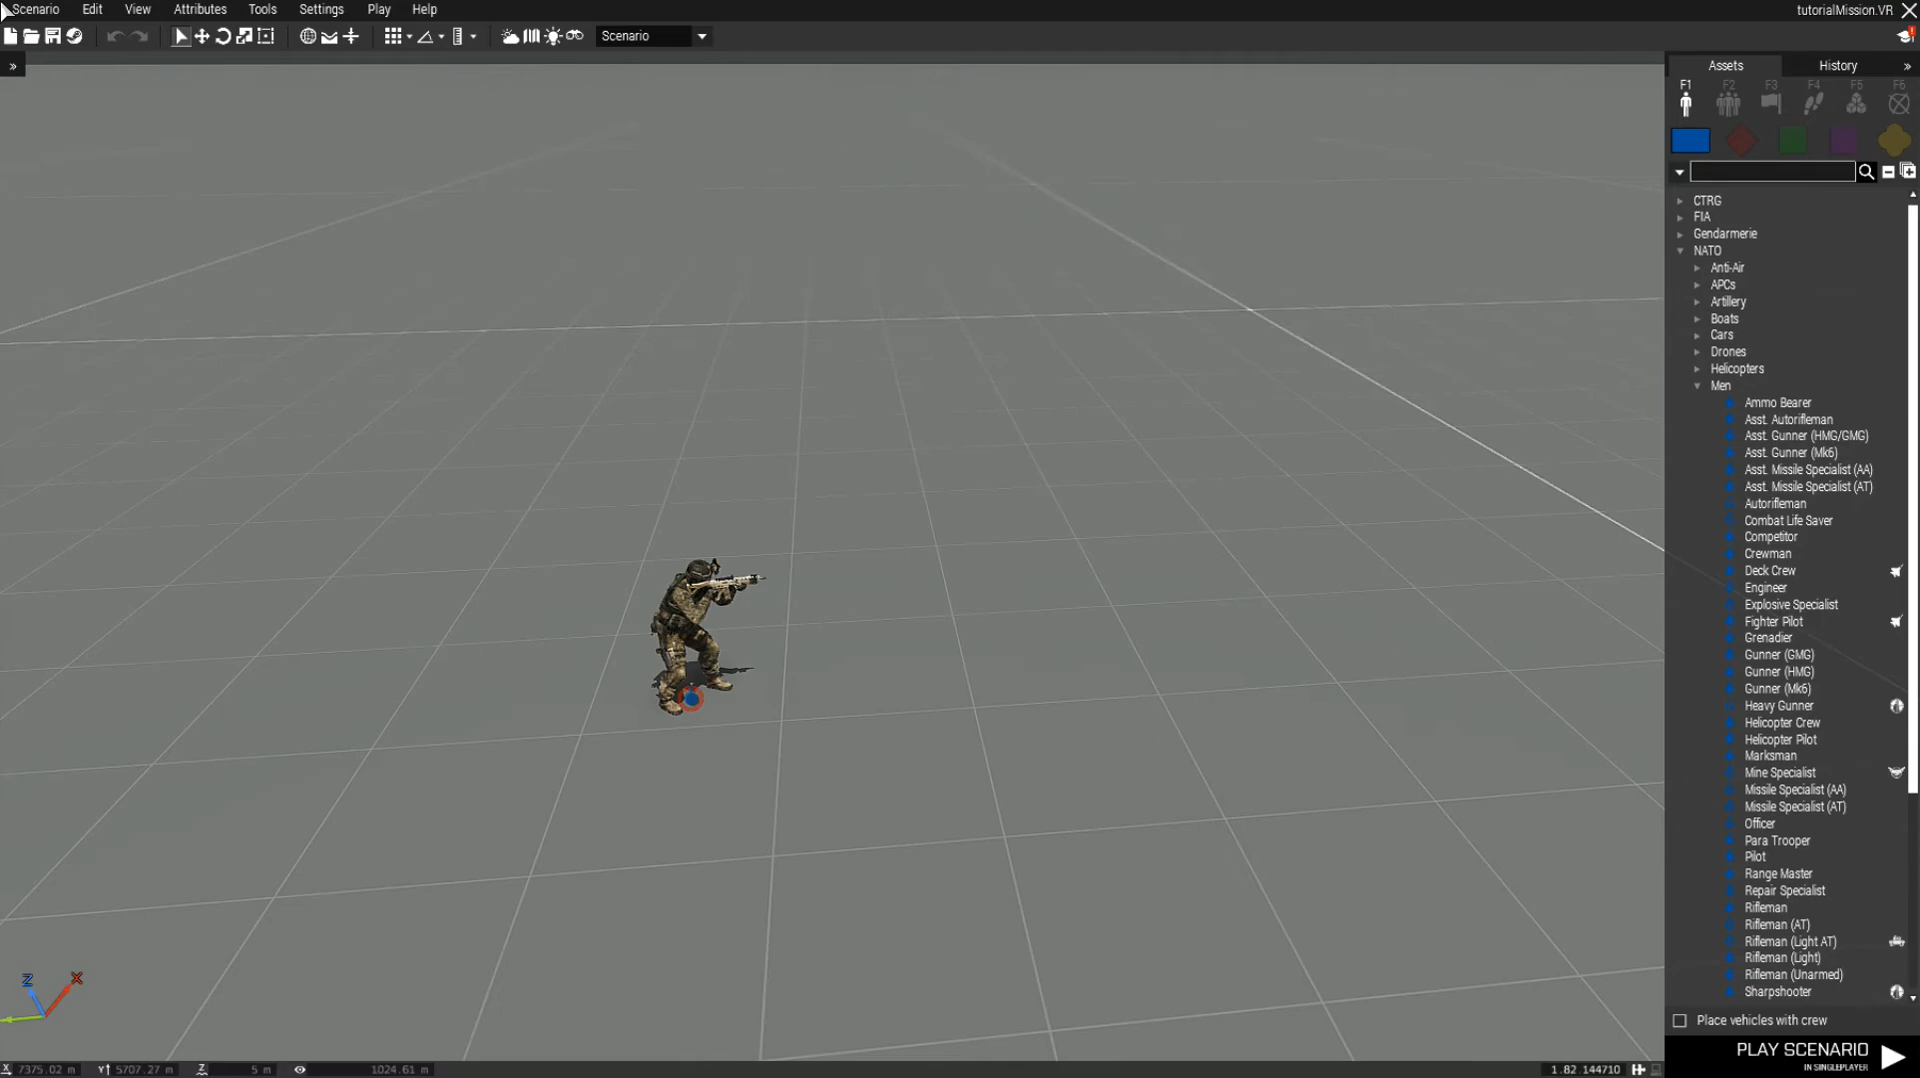 Scenario Edit View Attributes Tools Settings Play Help
tutorialMission.VR
Scenario
»
Assets History »
F1 F2 F3 F4 F5 F6
CTRG
FIA
Gendarmerie
NATO
Anti-Air
APCs
Artillery
Boats
Cars
Drones
Helicopters
Men
Ammo Bearer
Asst. Autorifleman
Asst. Gunner (HMG/GMG)
Asst. Gunner (Mk6)
Asst. Missile Specialist (AA)
Asst. Missile Specialist (AT)
Autorifleman
Combat Life Saver
Competitor
Crewman
Deck Crew
Engineer
Explosive Specialist
Fighter Pilot
Grenadier
Gunner (GMG)
Gunner (HMG)
Gunner (Mk6)
Heavy Gunner
Helicopter Crew
Helicopter Pilot
Marksman
Mine Specialist
Missile Specialist (AA)
Missile Specialist (AT)
Officer
Para Trooper
Pilot
Range Master
Repair Specialist
Rifleman
Rifleman (AT)
Rifleman (Light AT)
Rifleman (Light)
Rifleman (Unarmed)
Sharpshooter
Z X
Place vehicles with crew
PLAY SCENARIO
IN SINGLEPLAYER
X 7375.02 m Y 5707.27 m Z 5 m 1024.61 m 1.82.144710